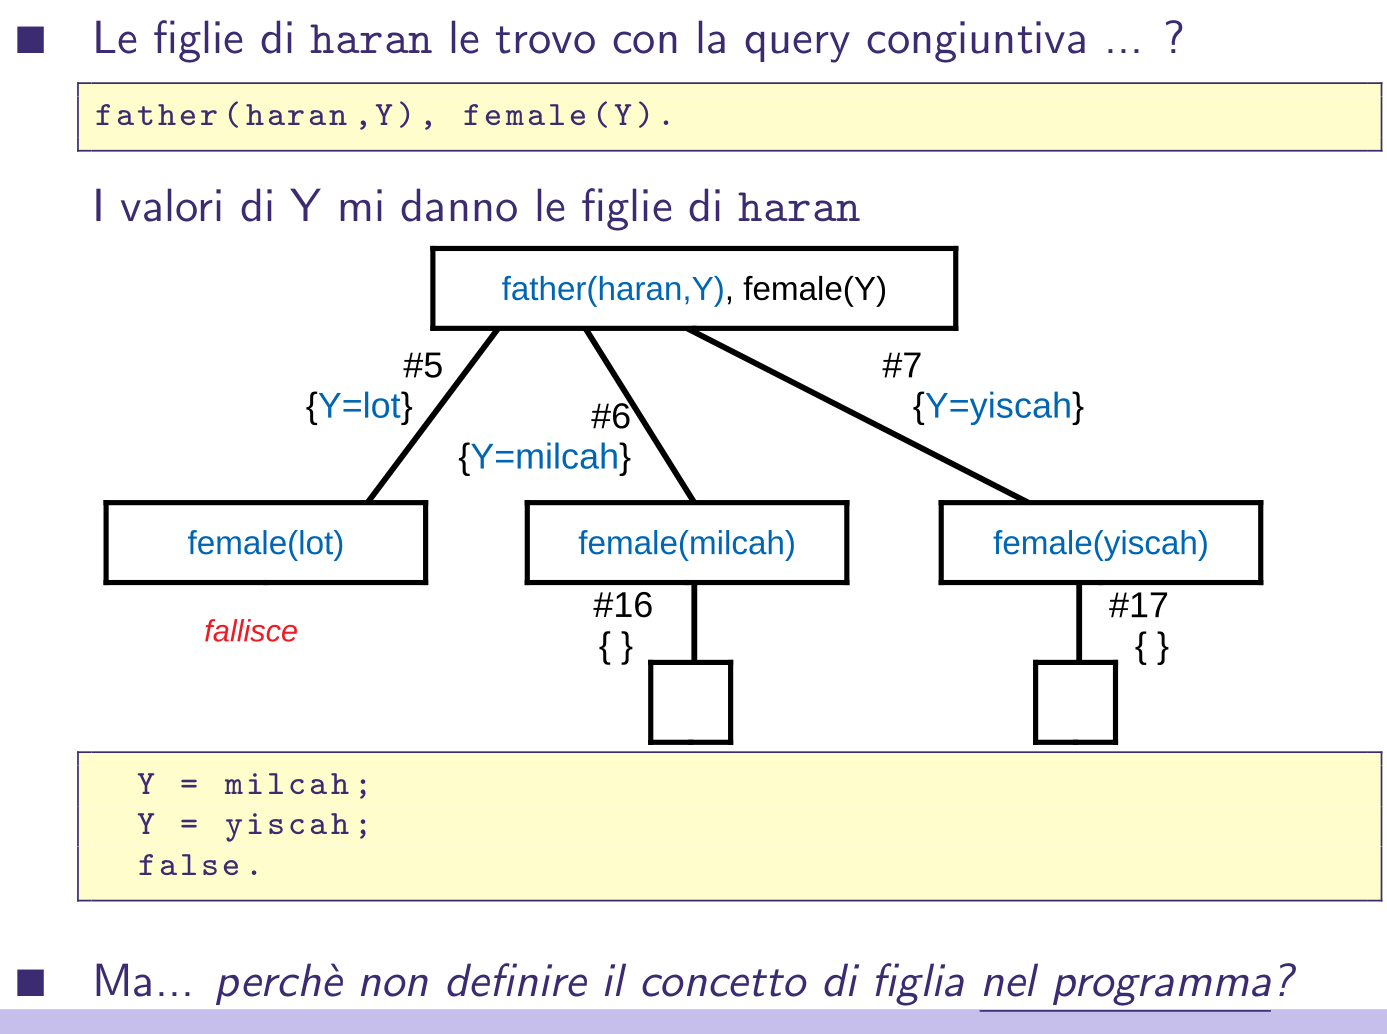 Le figlie di haran le trovo con la query congiuntiva ... ?
father(haran,Y), female(Y).
I valori di Y mi danno le figlie di haran
father(haran,Y), female(Y)
#5
{Y=lot}
#6
{Y=milcah}
#7
{Y=yiscah}
female(lot)
female(milcah)
female(yiscah)
fallisce
#16
{ }
#17
{ }
Y = milcah;
Y = yiscah;
false.
Ma... perchè non definire il concetto di figlia nel programma?